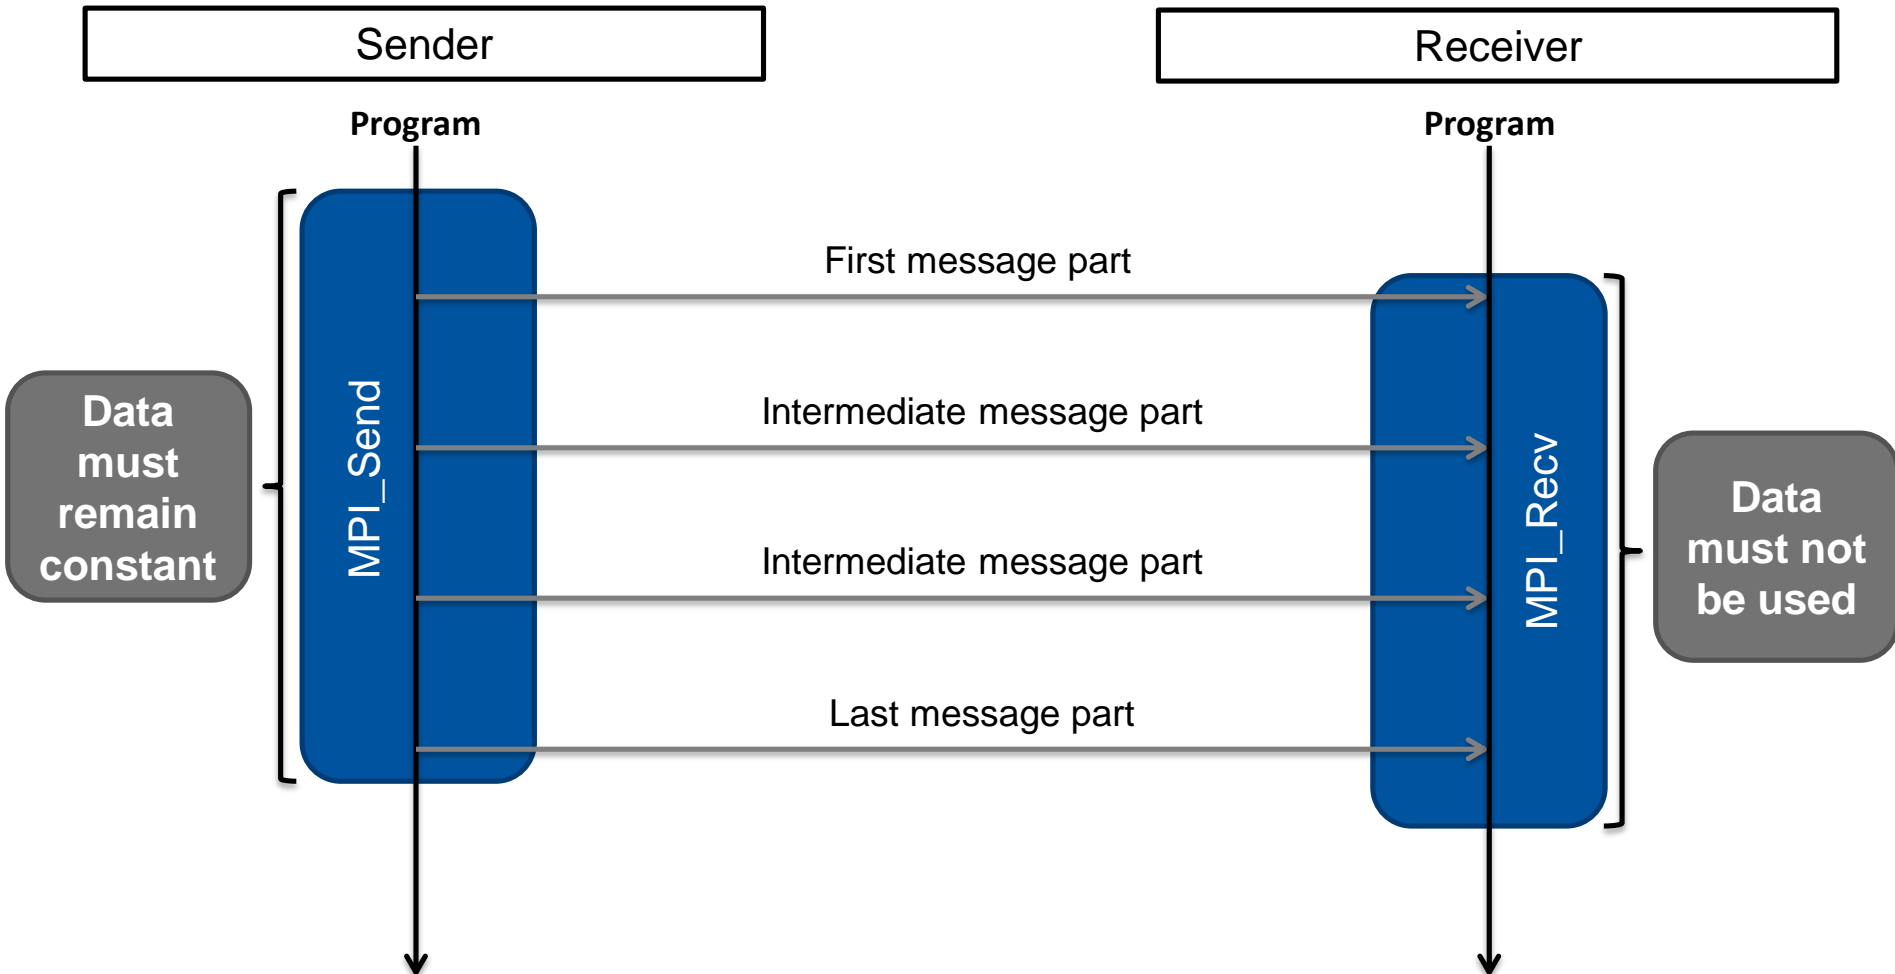 Sender
Receiver
Program
Program
First message part
Intermediate message part
Data
must
remain
constant
MPI_Send
MPI_Recv
Data
must not
be used
Intermediate message part
Last message part